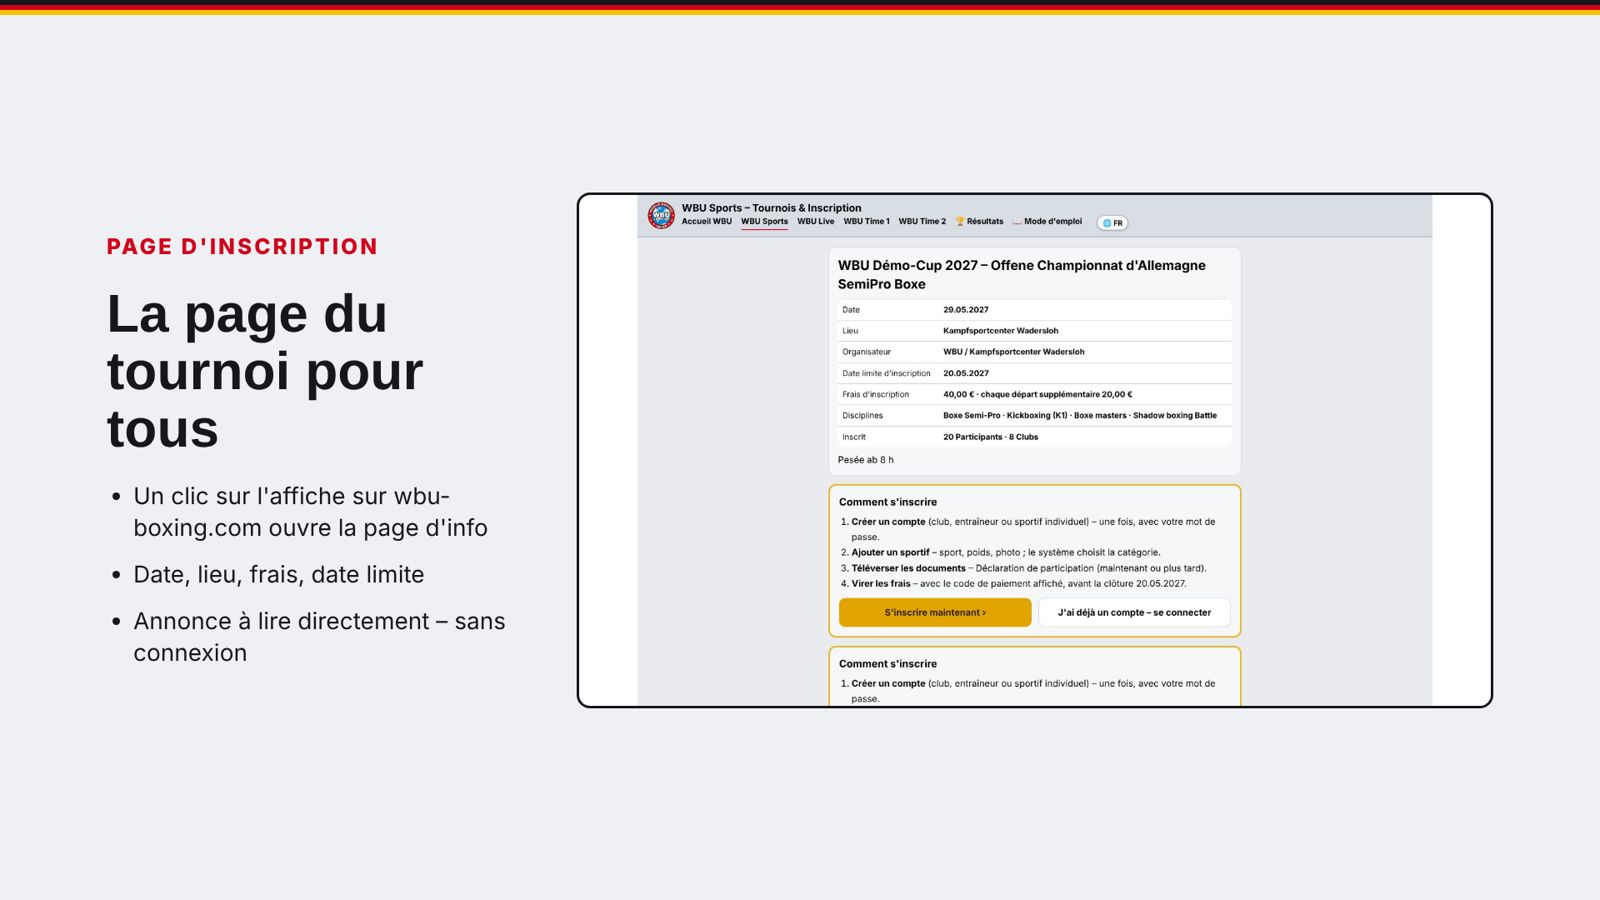 PAGE D'INSCRIPTION
La page du
tournoi pour
tous
• Un clic sur l'affiche sur wbu-
boxing.com ouvre la page d'info
• Date, lieu, frais, date limite
• Annonce à lire directement – sans
connexion
WBU
WBU Sports – Tournois & Inscription
Accueil WBU WBU Sports WBU Live WBU Time 1 WBU Time 2 🏆 Résultats 📖 Mode d'emploi 🌐 FR
WBU Démo-Cup 2027 – Offene Championnat d'Allemagne
SemiPro Boxe
Date 29.05.2027
Lieu Kampfsportcenter Wadersloh
Organisateur WBU / Kampfsportcenter Wadersloh
Date limite d'inscription 20.05.2027
Frais d'inscription 40,00 € · chaque départ supplémentaire 20,00 €
Disciplines Boxe Semi-Pro · Kickboxing (K1) · Boxe masters · Shadow boxing Battle
Inscrit 20 Participants · 8 Clubs
Pesée ab 8 h
Comment s'inscrire
1. Créer un compte (club, entraîneur ou sportif individuel) – une fois, avec votre mot de
passe.
2. Ajouter un sportif – sport, poids, photo ; le système choisit la catégorie.
3. Téléverser les documents – Déclaration de participation (maintenant ou plus tard).
4. Virer les frais – avec le code de paiement affiché, avant la clôture 20.05.2027.
S'inscrire maintenant › J'ai déjà un compte – se connecter
Comment s'inscrire
1. Créer un compte (club, entraîneur ou sportif individuel) – une fois, avec votre mot de
passe.